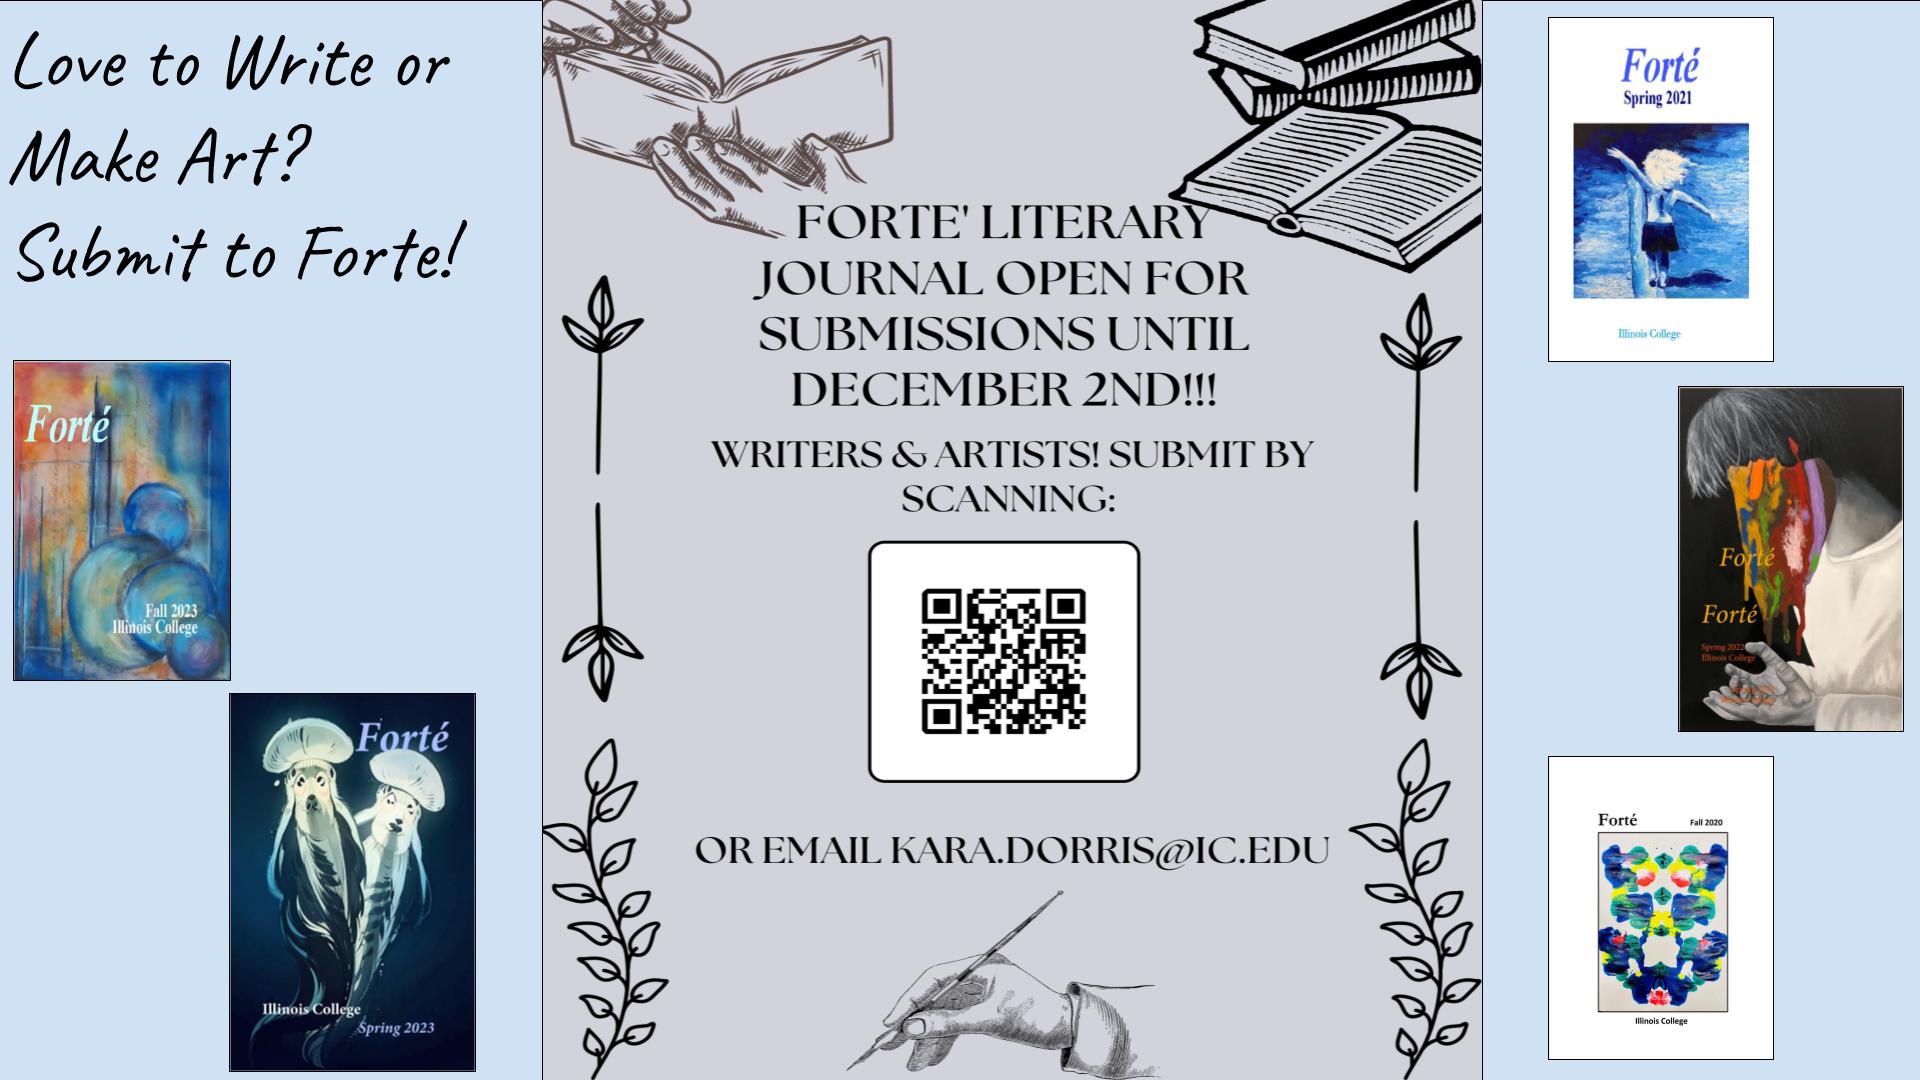 Love to Write or
Make Art?
Submit to Forte!
Forté
Fall 2023
Illinois College
Forté
Illinois College
Spring 2023
FORTE' LITERARY
JOURNAL OPEN FOR
SUBMISSIONS UNTIL
DECEMBER 2ND!!!
WRITERS & ARTISTS! SUBMIT BY
SCANNING:
OR EMAIL KARA.DORRIS@IC.EDU
Forté
Spring 2021
Illinois College
Forté
Forté
Spring 2022
Illinois College
Forté
Fall 2020
Illinois College